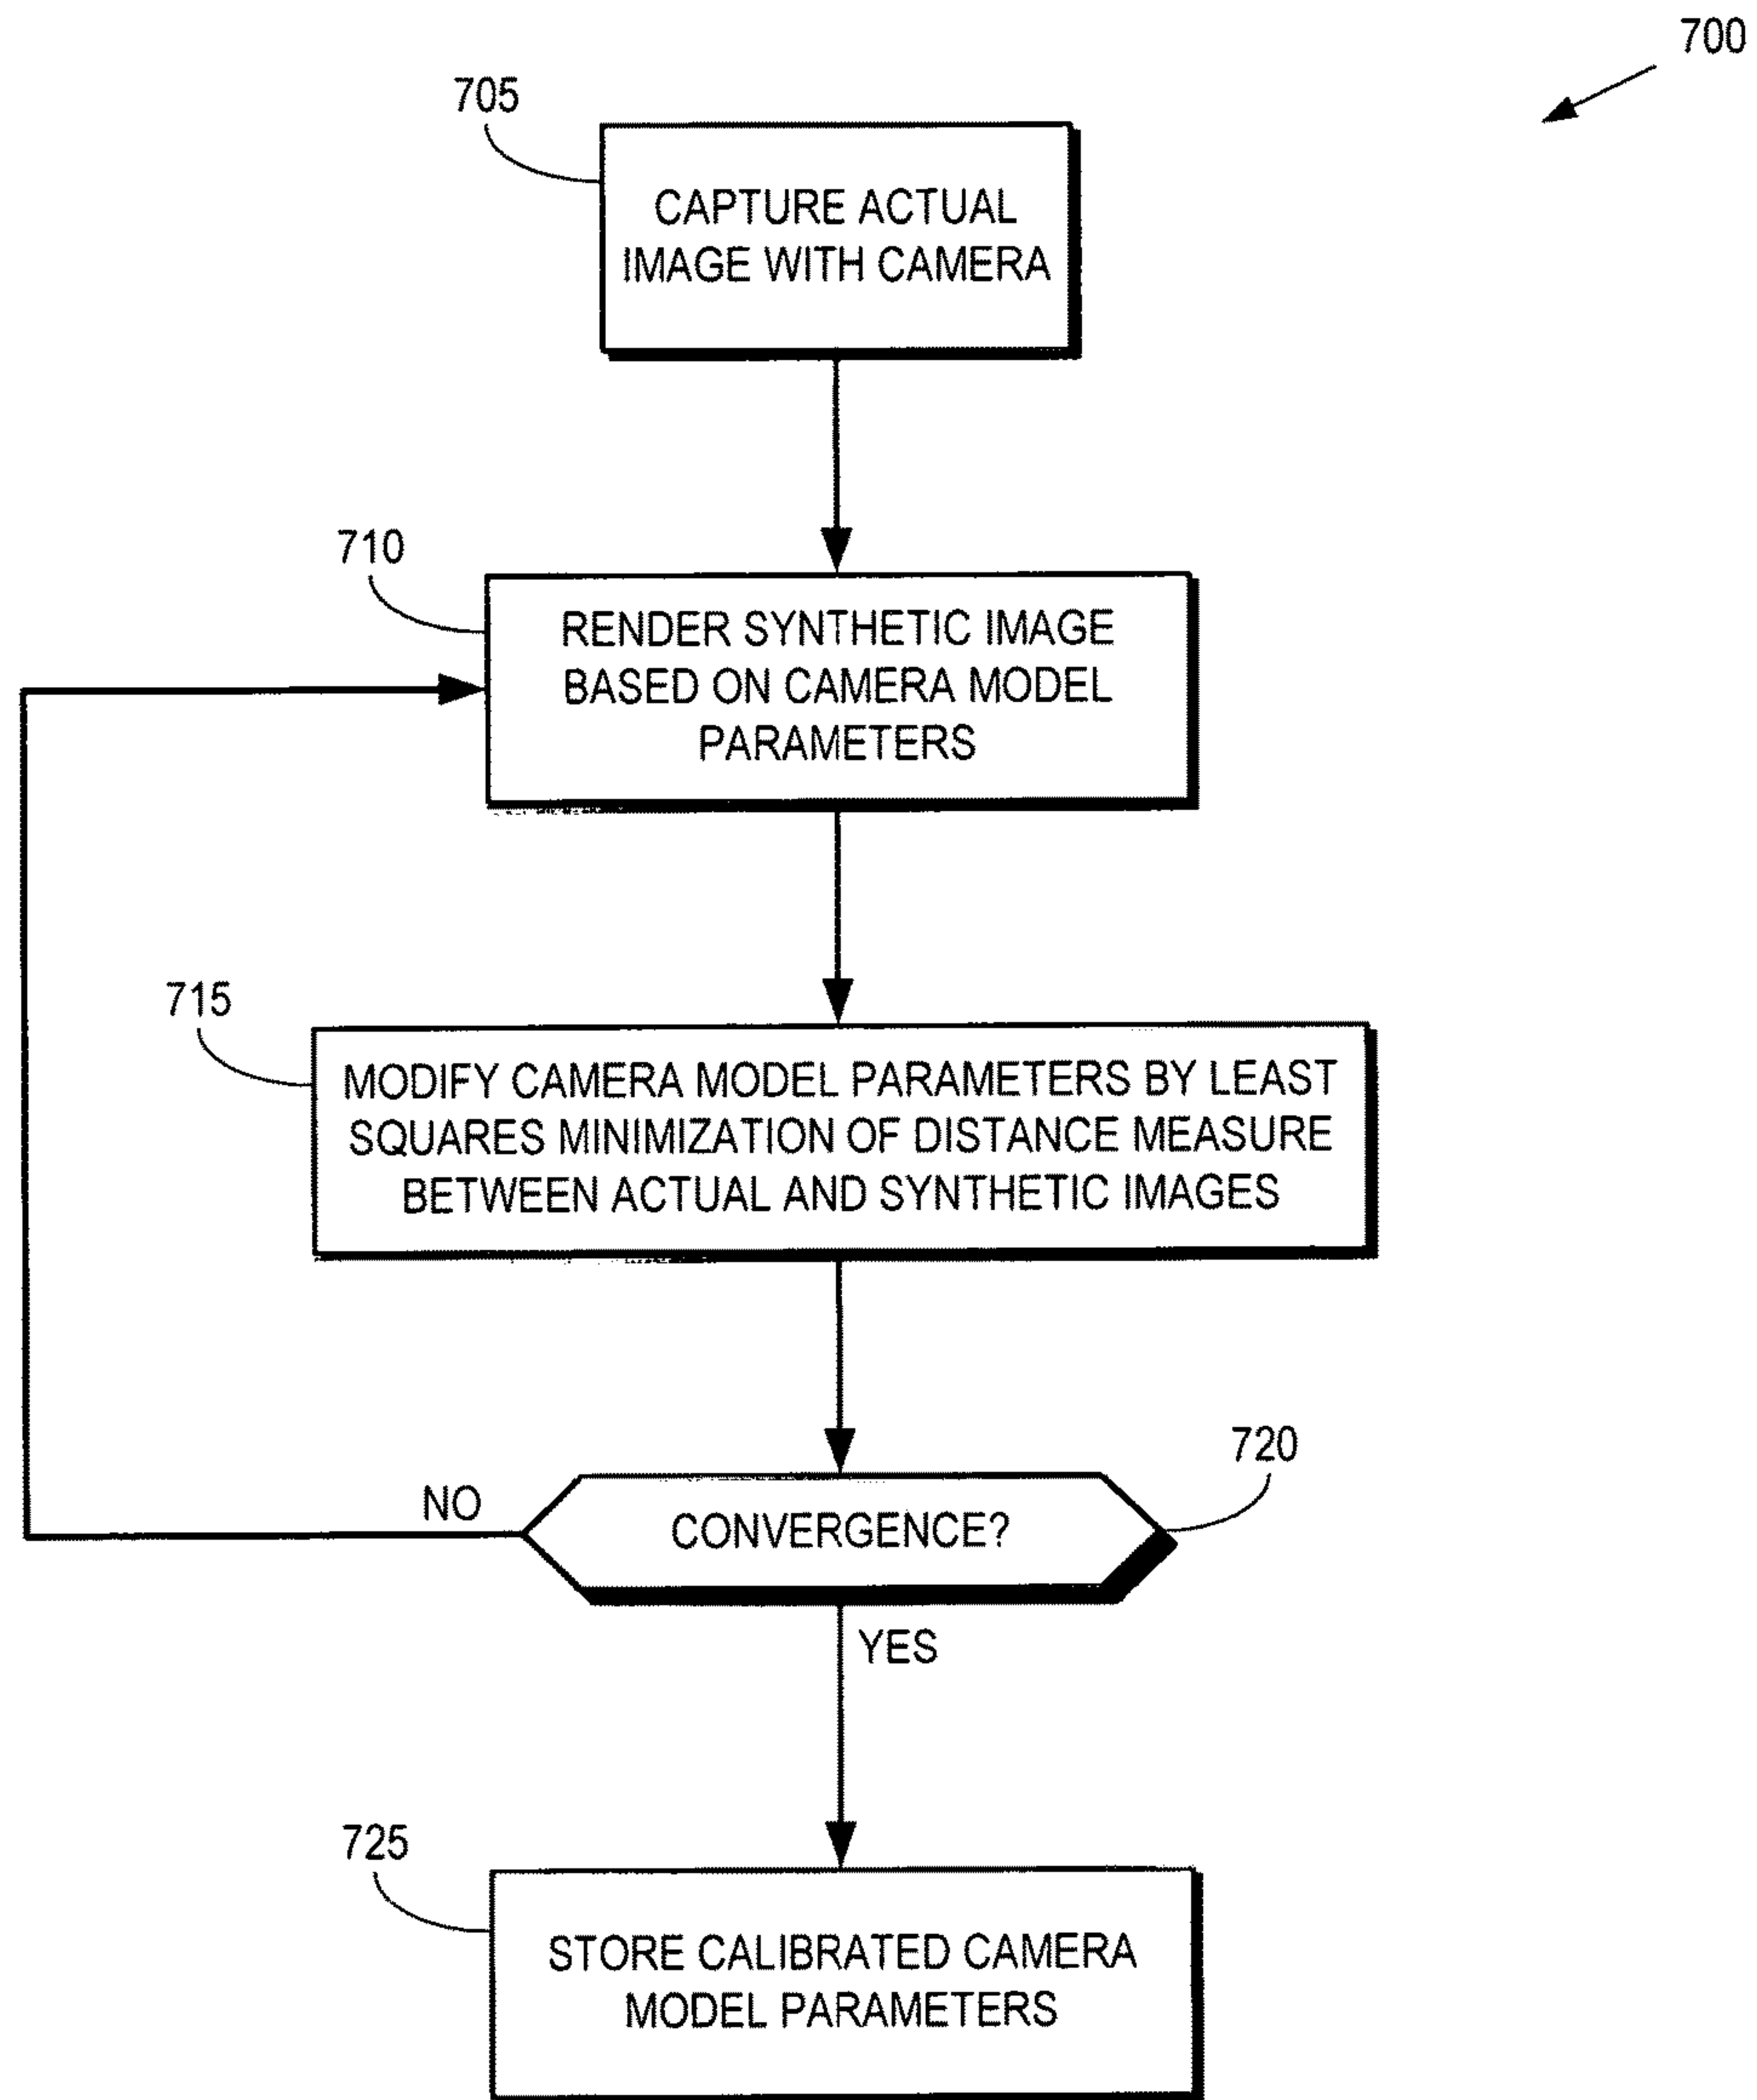 700
705
CAPTURE ACTUAL
IMAGE WITH CAMERA
710
RENDER SYNTHETIC IMAGE
BASED ON CAMERA MODEL
PARAMETERS
715
MODIFY CAMERA MODEL PARAMETERS BY LEAST
SQUARES MINIMIZATION OF DISTANCE MEASURE
BETWEEN ACTUAL AND SYNTHETIC IMAGES
720
NO
CONVERGENCE?
YES
725
STORE CALIBRATED CAMERA
MODEL PARAMETERS